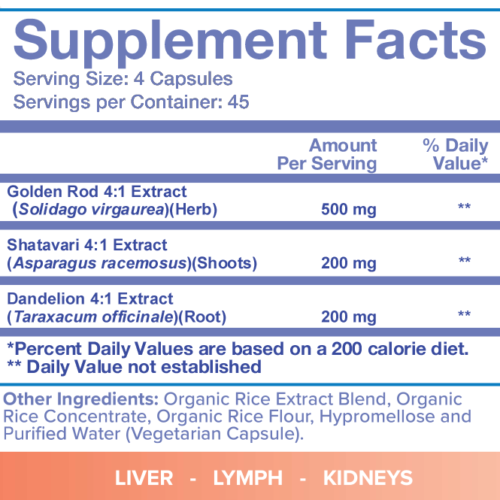 Supplement Facts
Serving Size: 4 Capsules
Servings per Container: 45
Amount Per Serving
% Daily Value*
Golden Rod 4:1 Extract
(Solidago virgaurea)(Herb) 500 mg **
Shatavari 4:1 Extract
(Asparagus racemosus)(Shoots) 200 mg **
Dandelion 4:1 Extract
(Taraxacum officinale)(Root) 200 mg **
*Percent Daily Values are based on a 200 calorie diet.
** Daily Value not established
Other Ingredients: Organic Rice Extract Blend, Organic
Rice Concentrate, Organic Rice Flour, Hypromellose and
Purified Water (Vegetarian Capsule).
LIVER - LYMPH - KIDNEYS